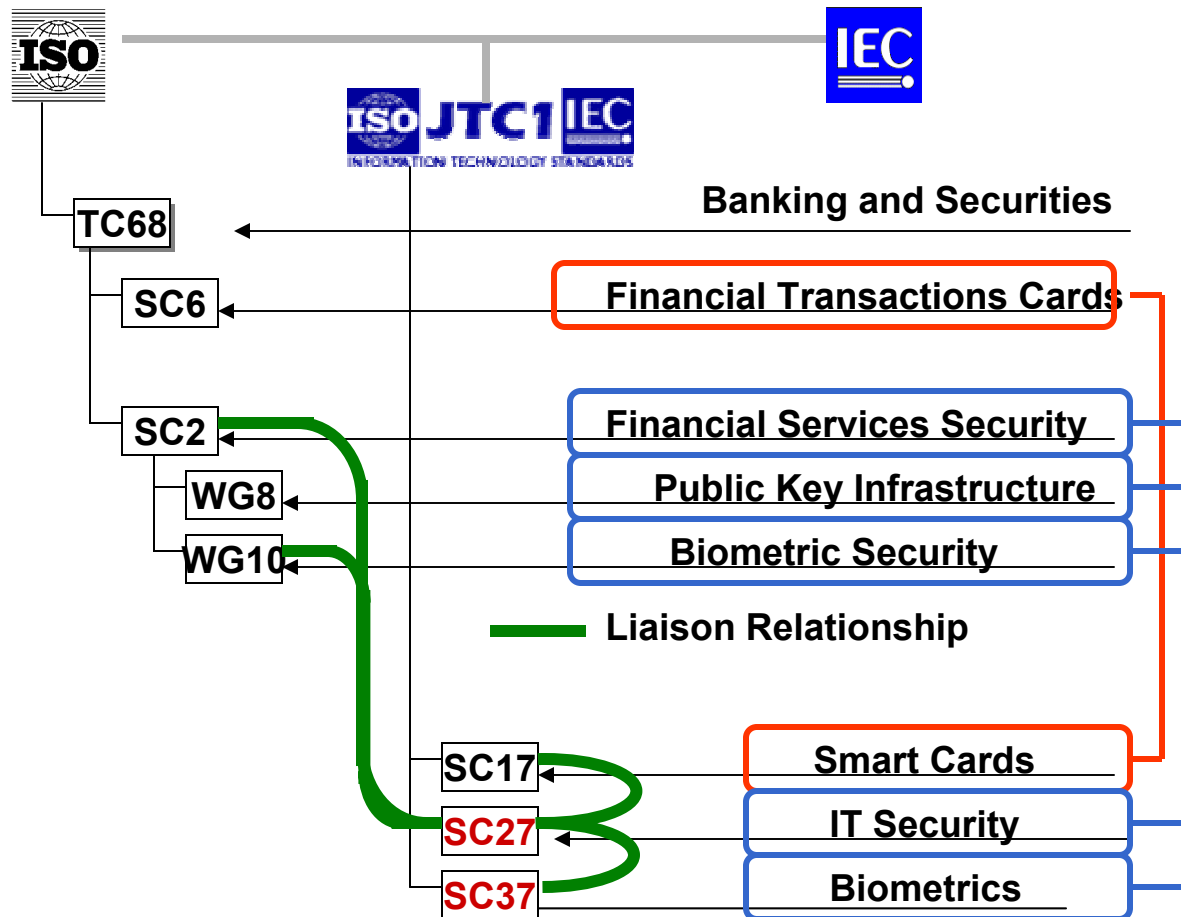 ISO
IEC
ISO JTC1 IEC
INFORMATION TECHNOLOGY STANDARDS
Banking and Securities
TC68
Financial Transactions Cards
SC6
Financial Services Security
SC2
Public Key Infrastructure
WG8
Biometric Security
WG10
Liaison Relationship
Smart Cards
SC17
IT Security
SC27
Biometrics
SC37